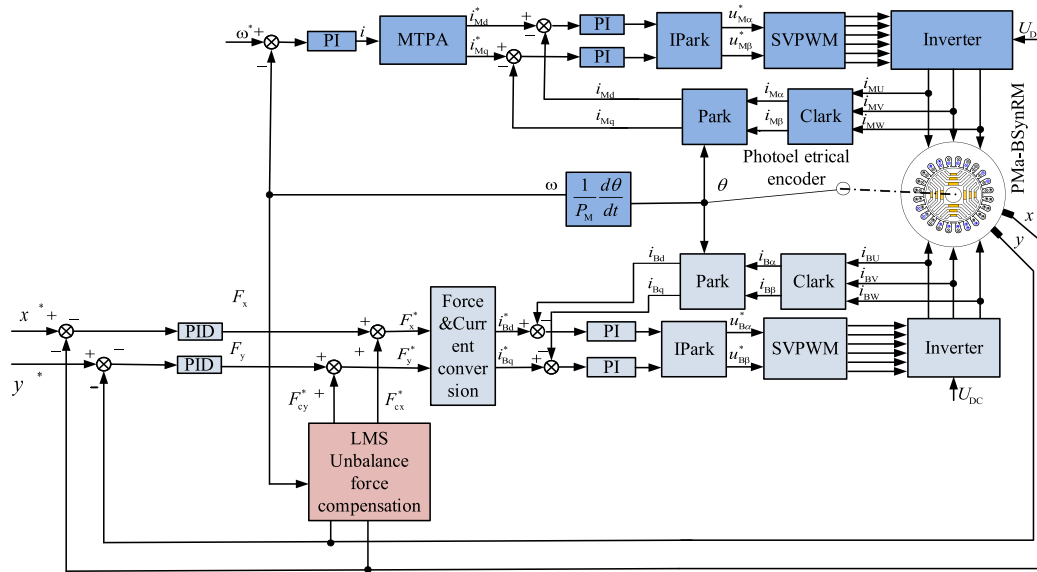 ω* + −
PI
i
MTPA
i*Md
i*Mq
+ −
+ −
PI
PI
IPark
u*Mα
u*Mβ
SVPWM
Inverter
U_D
iMd
iMq
Park
iMα
iMβ
Clark
iMU
iMV
iMW
PMa-BSynRM
Photoel etrical
encoder
ω
1/P_M dθ/dt
θ
x
y
iBd
iBq
Park
iBα
iBβ
Clark
iBU
iBV
iBW
x* + −
−
y* + −
−
PID
PID
Fx
Fy
+
+
+
+
F*x
F*y
Force
&Curr
ent
conver
sion
i*Bd
i*Bq
+ −
+ −
PI
PI
IPark
u*Bα
u*Bβ
SVPWM
Inverter
U_DC
F*cy
F*cx
LMS
Unbalance
force
compensation